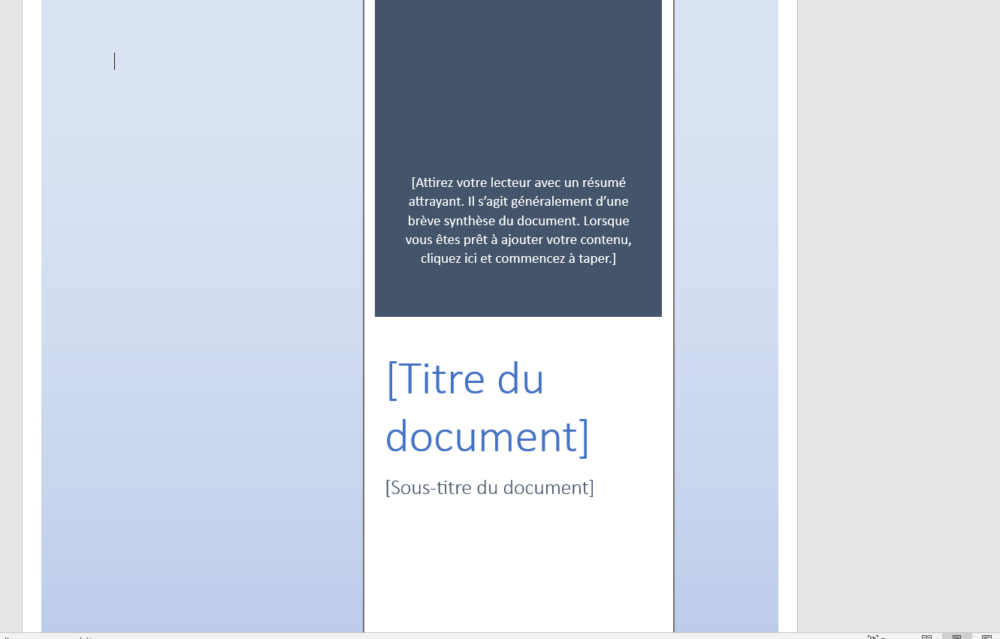 [Attirez votre lecteur avec un résumé
attrayant. Il s’agit généralement d’une
brève synthèse du document. Lorsque
vous êtes prêt à ajouter votre contenu,
cliquez ici et commencez à taper.]
[Titre du
document]
[Sous-titre du document]